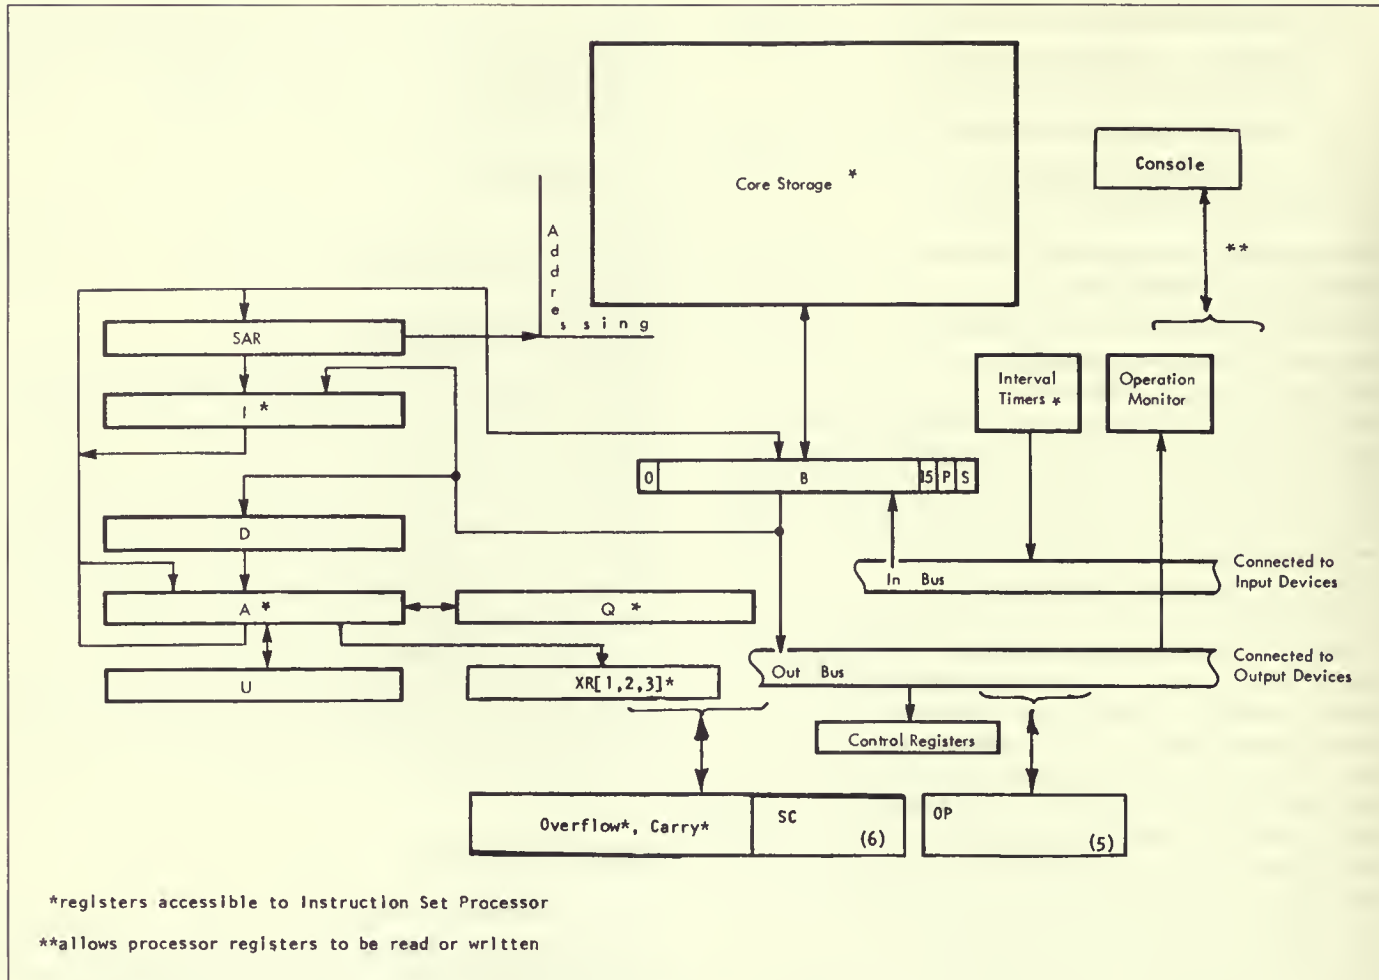 Core Storage *
Console
**
Addressing
SAR
I *
Interval
Timers *
Operation
Monitor
0 B 15 P S
D
In Bus
Connected to
Input Devices
A *
Q *
U
XR[1,2,3]*
Out Bus
Connected to
Output Devices
Control Registers
Overflow*, Carry*
SC
(6)
OP
(5)
*registers accessible to Instruction Set Processor
**allows processor registers to be read or written